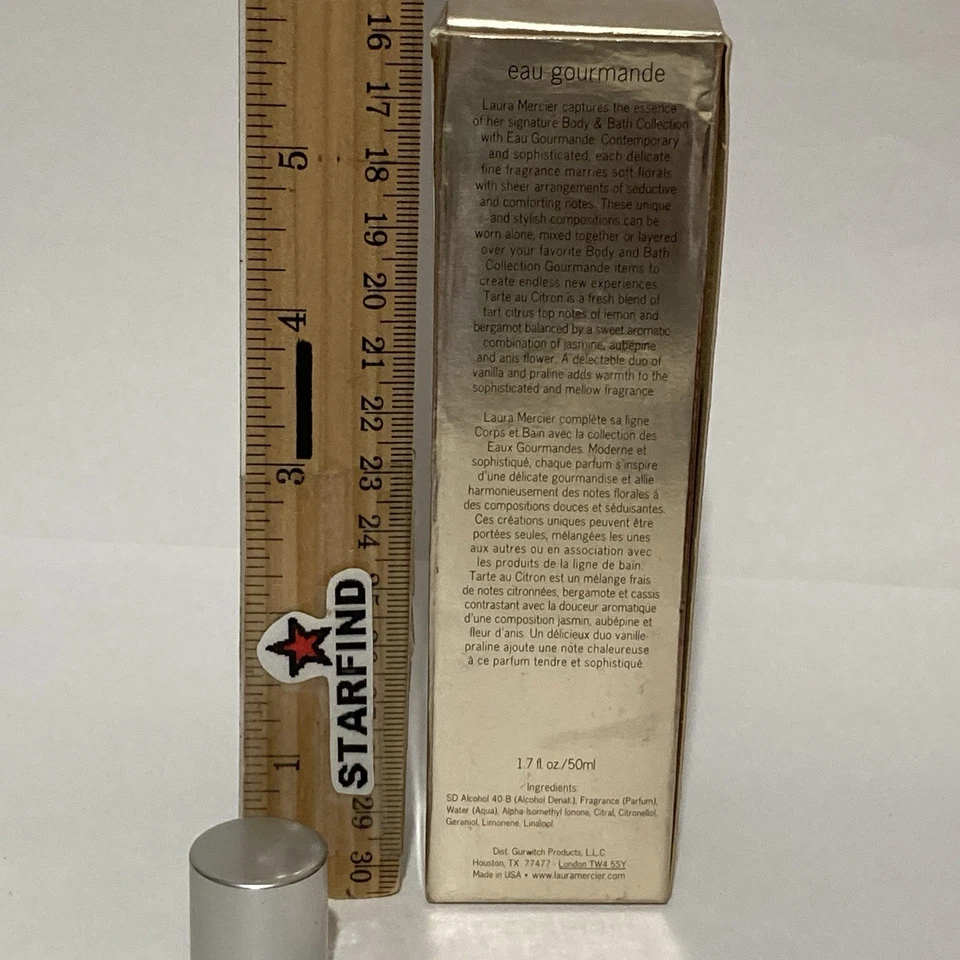 16
17
18
19
20
21
22
23
24
29
30
5
4
3
1
STARFIND
eau gourmande
Laura Mercier captures the essence
of her signature Body & Bath Collection
with Eau Gourmande. Contemporary
and sophisticated, each delicate
fine fragrance marries soft florals
with sheer arrangements of seductive
and comforting notes. These unique
and stylish compositions can be
worn alone, mixed together or layered
over your favorite Body and Bath
Collection Gourmande items to
create endless new experiences.
Tarte au Citron is a fresh blend of
tart citrus top notes of lemon and
bergamot balanced by a sweet aromatic
combination of jasmine, aubépine
and anis flower. A delectable duo of
vanilla and praline adds warmth to the
sophisticated and mellow fragrance.
Laura Mercier complète sa ligne
Corps et Bain avec la collection des
Eaux Gourmandes. Moderne et
sophistiqué, chaque parfum s'inspire
d'une délicate gourmandise et allie
harmonieusement des notes florales à
des compositions douces et séduisantes.
Ces créations uniques peuvent être
portées seules, mélangées les unes
aux autres ou en association avec
les produits de la ligne de bain.
Tarte au Citron est un mélange frais
de notes citronnées, bergamote et cassis
contrastant avec la douceur aromatique
d'une composition jasmin, aubépine et
fleur d'anis. Un délicieux duo vanille-
praline ajoute une note chaleureuse
à ce parfum tendre et sophistiqué.
1.7 fl. oz./50ml
Ingredients:
SD Alcohol 40-B (Alcohol Denat.), Fragrance (Parfum),
Water (Aqua), Alpha-Isomethyl Ionone, Citral, Citronellol,
Geraniol, Limonene, Linalool.
Dist. Gurwitch Products, L.L.C.
Houston, TX 77477 - London TW4 5SY
Made in USA • www.lauramercier.com